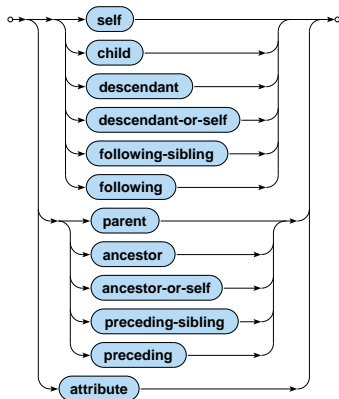 self
child
descendant
descendant-or-self
following-sibling
following
parent
ancestor
ancestor-or-self
preceding-sibling
preceding
attribute